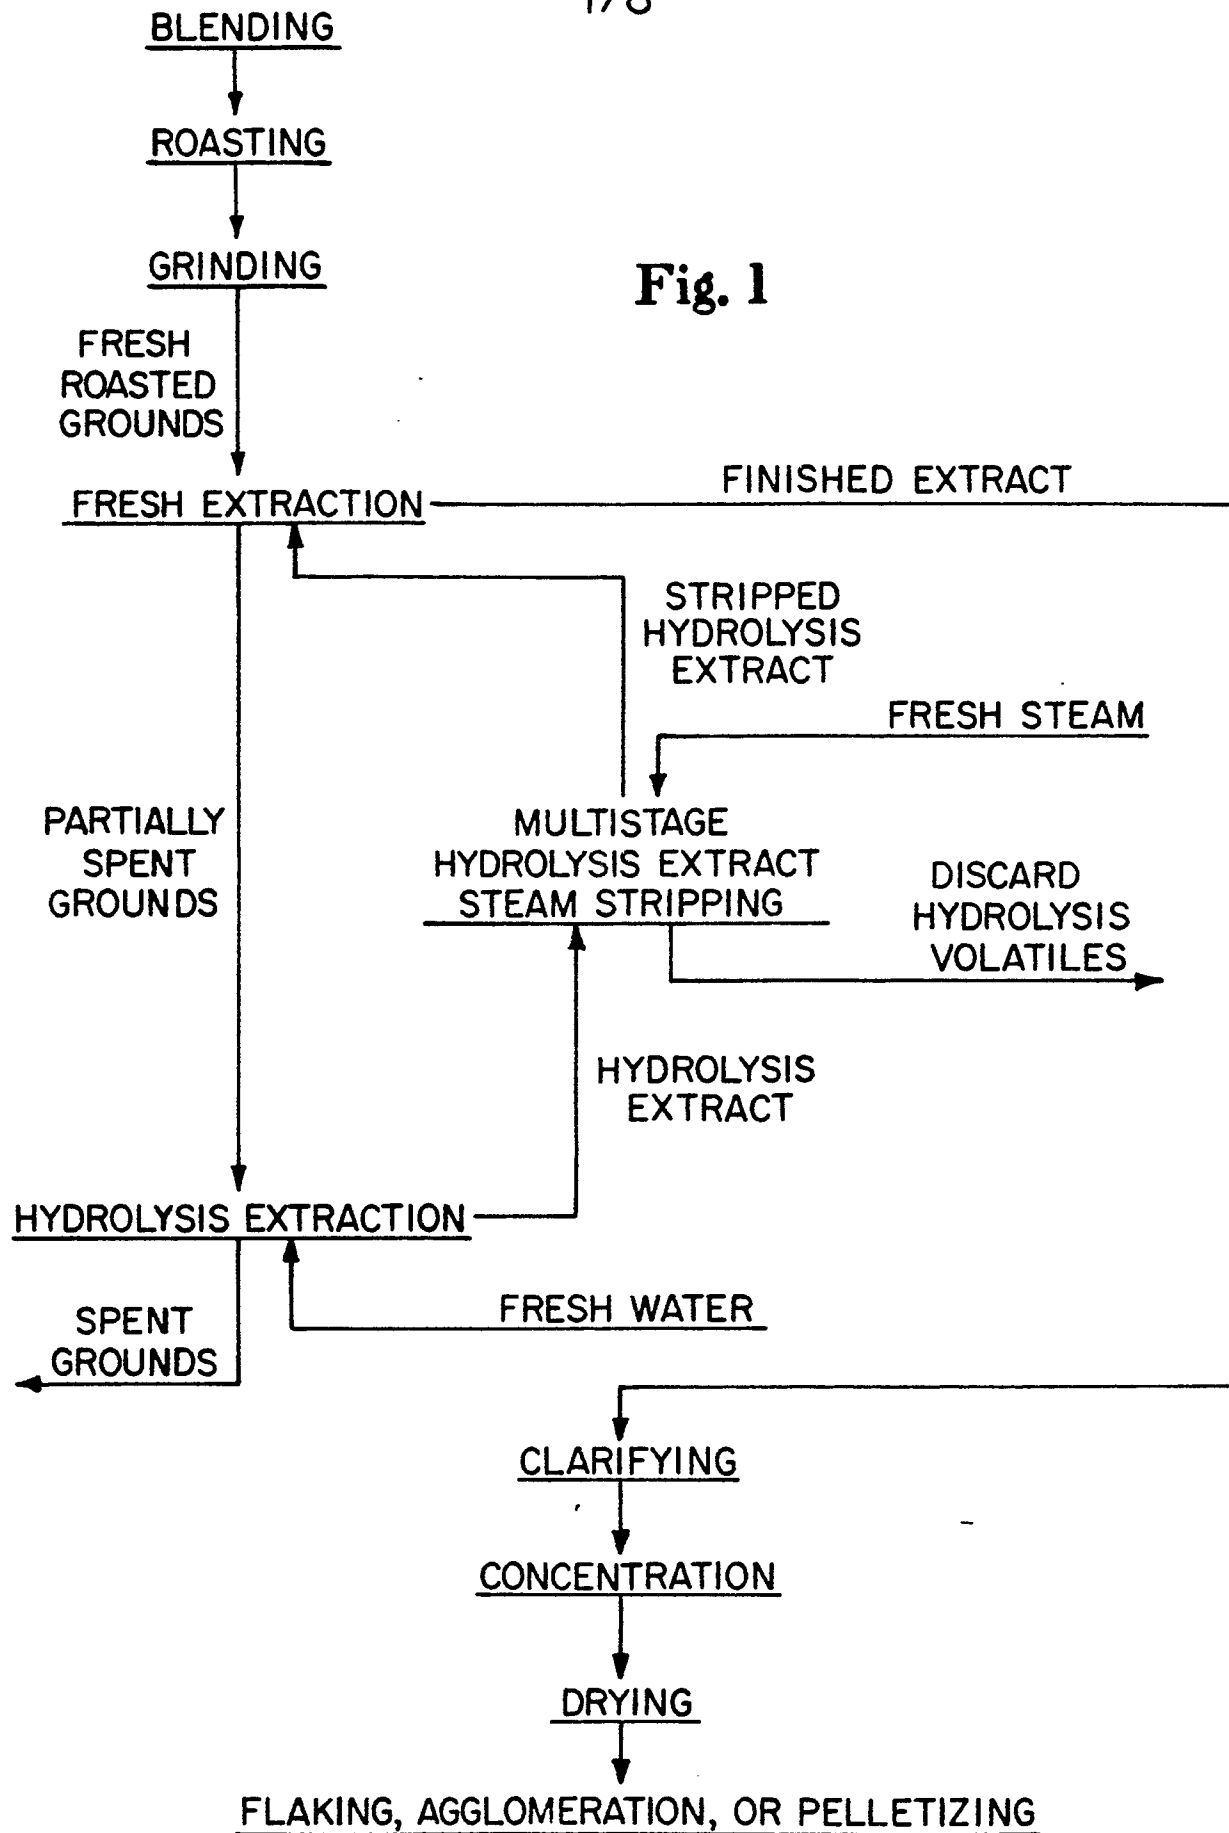 BLENDING
ROASTING
GRINDING
Fig. 1
FRESH
ROASTED
GROUNDS
FINISHED EXTRACT
FRESH EXTRACTION
STRIPPED
HYDROLYSIS
EXTRACT
FRESH STEAM
PARTIALLY
SPENT
GROUNDS
MULTISTAGE
HYDROLYSIS EXTRACT
STEAM STRIPPING
DISCARD
HYDROLYSIS
VOLATILES
HYDROLYSIS
EXTRACT
HYDROLYSIS EXTRACTION
FRESH WATER
SPENT
GROUNDS
CLARIFYING
CONCENTRATION
DRYING
FLAKING, AGGLOMERATION, OR PELLETIZING